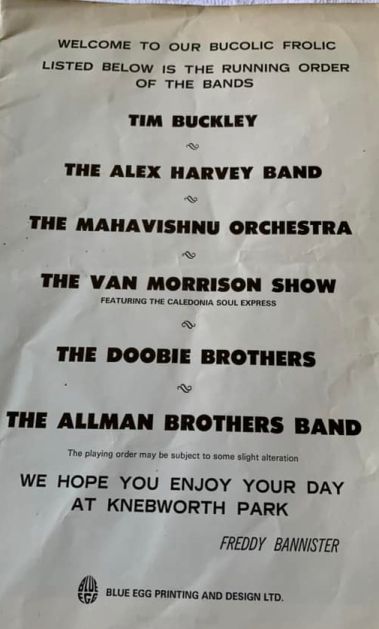 WELCOME TO OUR BUCOLIC FROLIC
LISTED BELOW IS THE RUNNING ORDER
OF THE BANDS
TIM BUCKLEY
THE ALEX HARVEY BAND
THE MAHAVISHNU ORCHESTRA
THE VAN MORRISON SHOW
FEATURING THE CALEDONIA SOUL EXPRESS
THE DOOBIE BROTHERS
THE ALLMAN BROTHERS BAND
The playing order may be subject to some slight alteration
WE HOPE YOU ENJOY YOUR DAY
AT KNEBWORTH PARK
FREDDY BANNISTER
BLUE
EGG
BLUE EGG PRINTING AND DESIGN LTD.